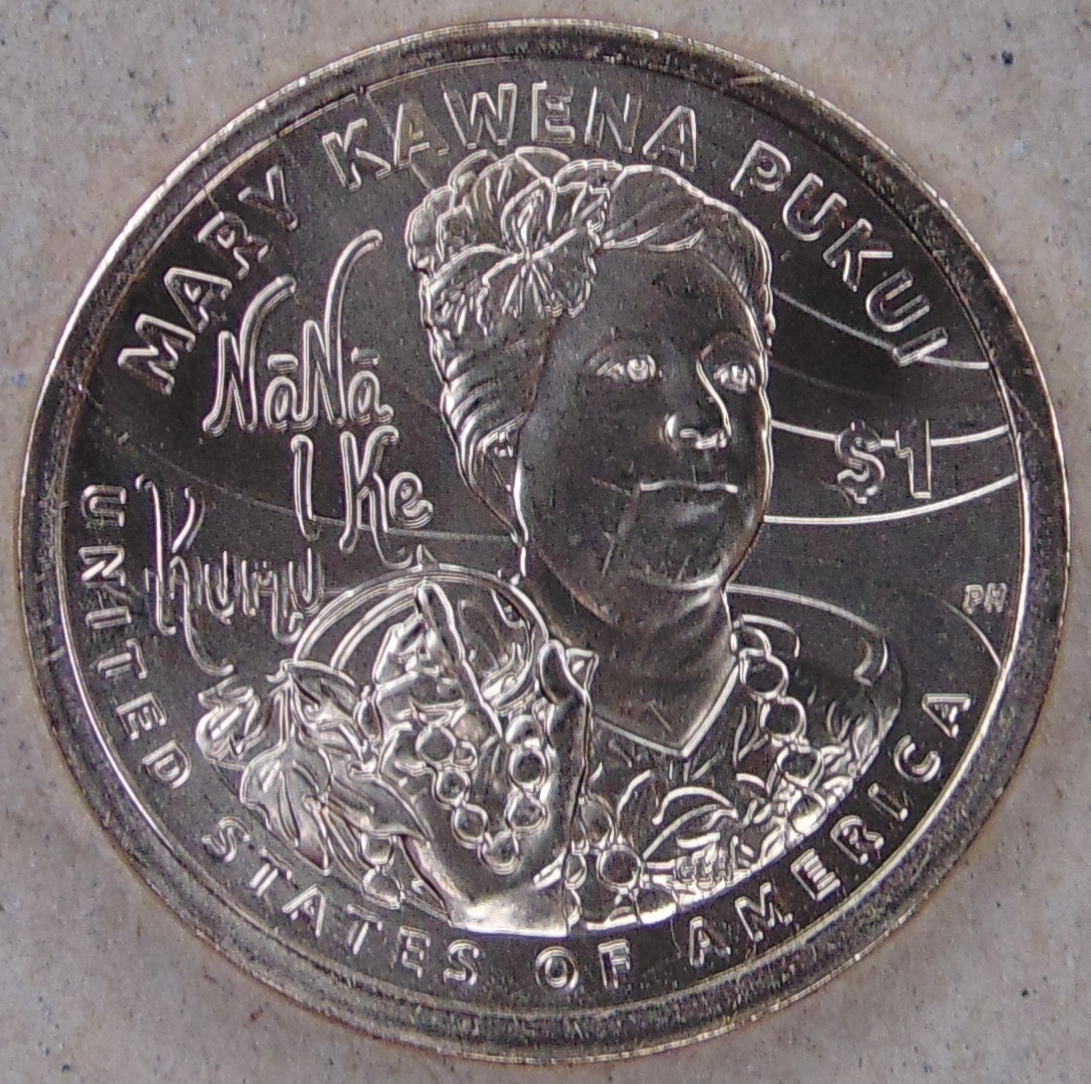 MARY KAWENA PUKUI
NāNā
I Ke
Kumu
$1
PH
UNITED STATES OF AMERICA